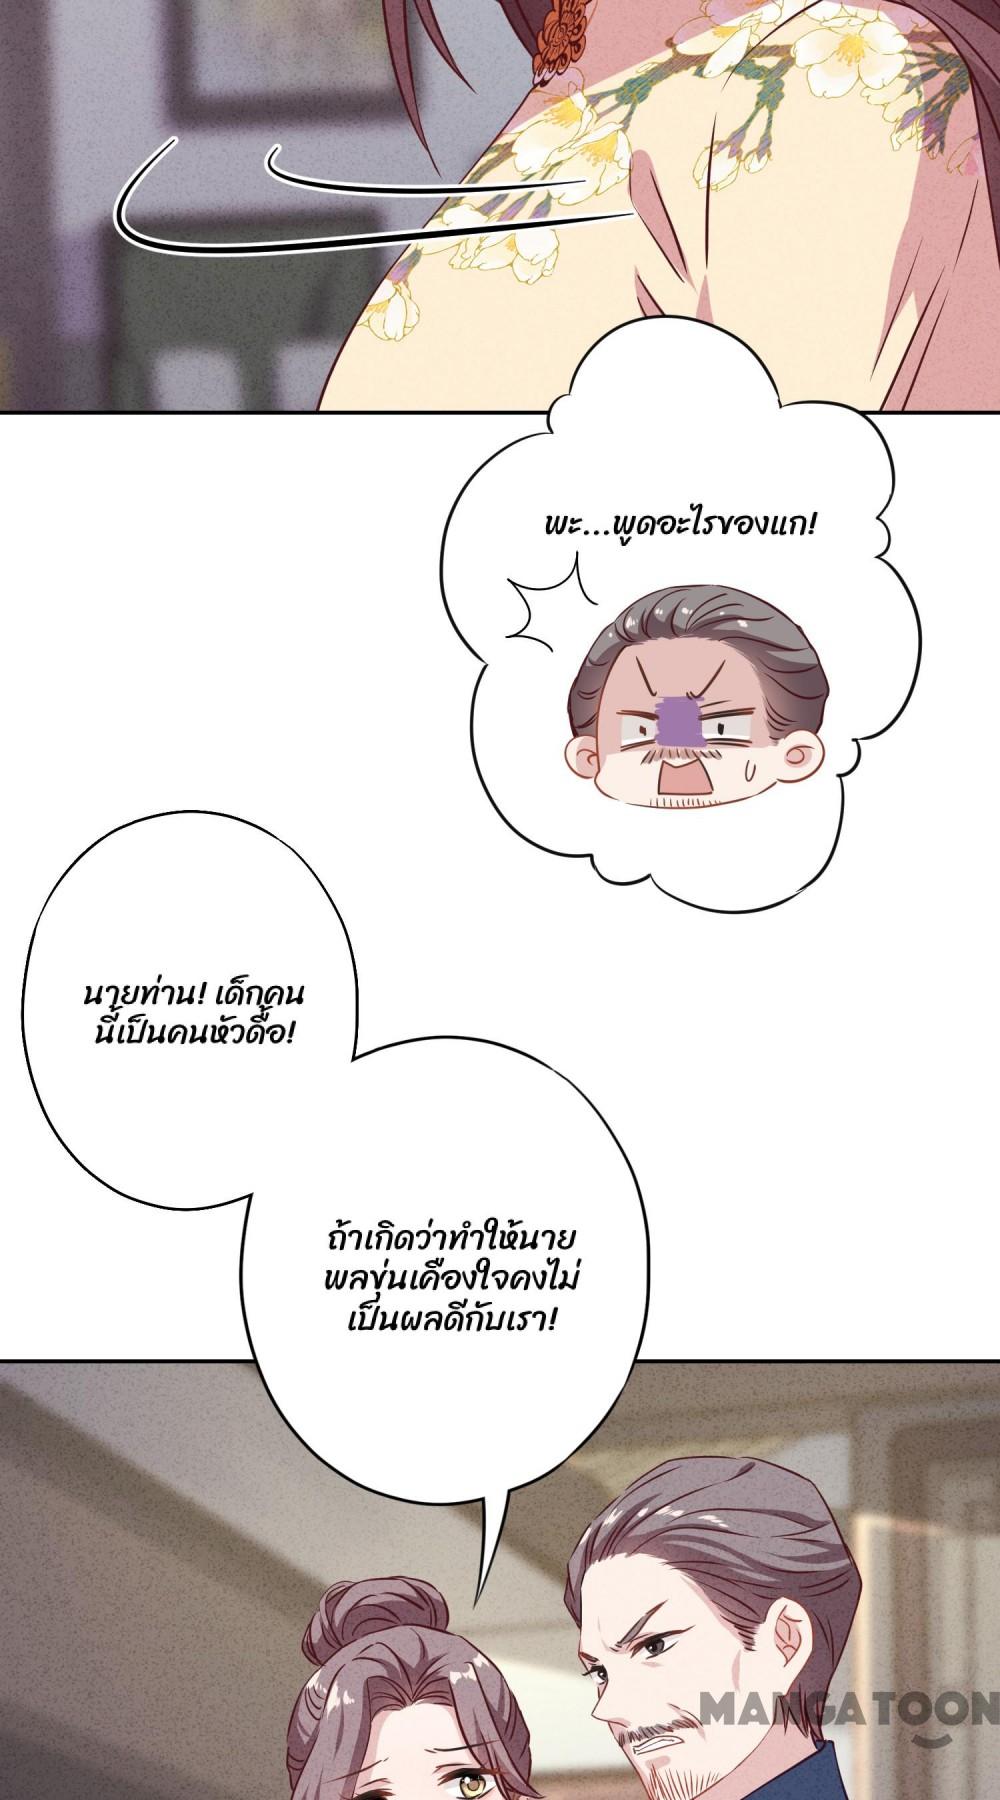 พะ...พูดอะไรของแก!
นายท่าน! เด็กคน
นี้เป็นคนหัวดื้อ!
ถ้าเกิดว่าทำให้นาย
พลขุ่นเคืองใจคงไม่
เป็นผลดีกับเรา!
MANGATOON